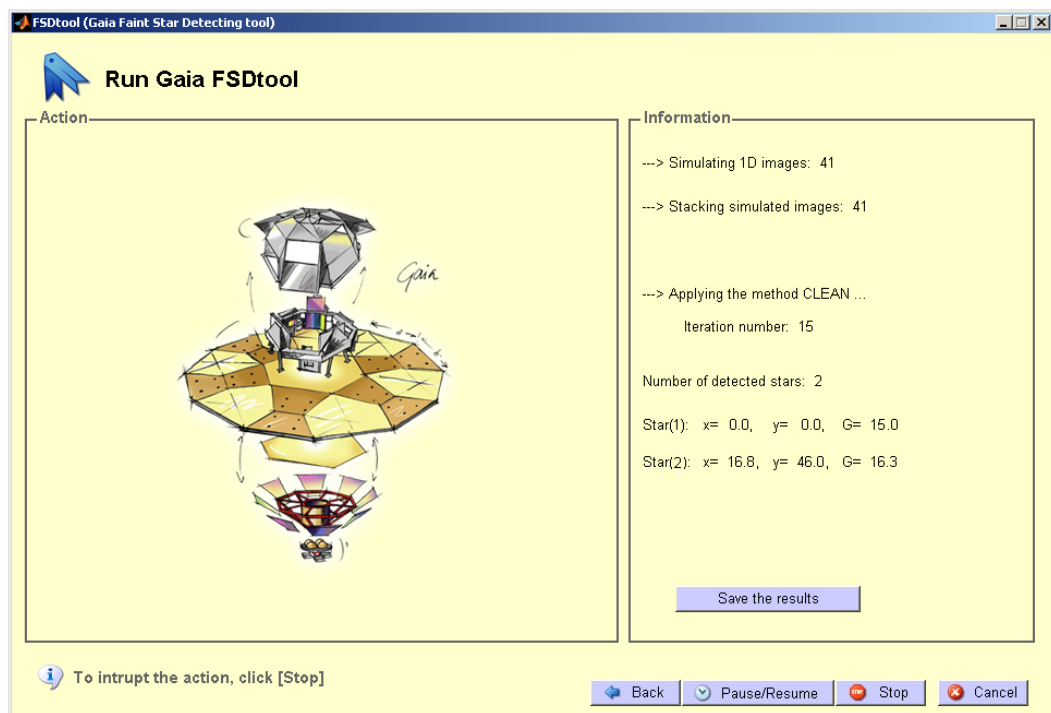 FSDtool (Gaia Faint Star Detecting tool)
Run Gaia FSDtool
Action
Gaia
Information
---> Simulating 1D images: 41
---> Stacking simulated images: 41
---> Applying the method CLEAN ...
Iteration number: 15
Number of detected stars: 2
Star(1): x= 0.0, y= 0.0, G= 15.0
Star(2): x= 16.8, y= 46.0, G= 16.3
Save the results
To intrupt the action, click [Stop]
Back
Pause/Resume
STOP Stop
Cancel